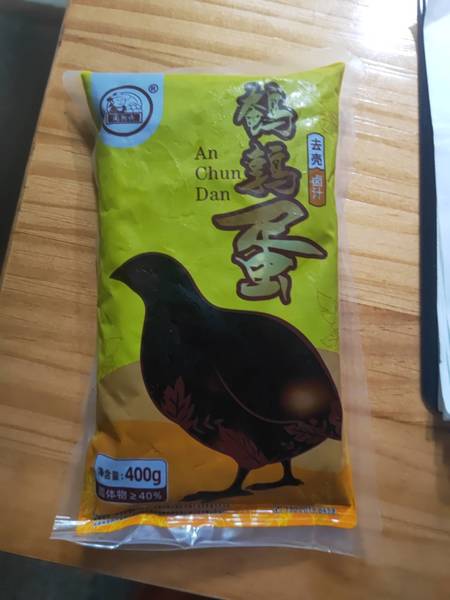 ®
鹌鹑蛋
An
Chun
Dan
去壳
卤汁
净含量:400g
固体物≥40%